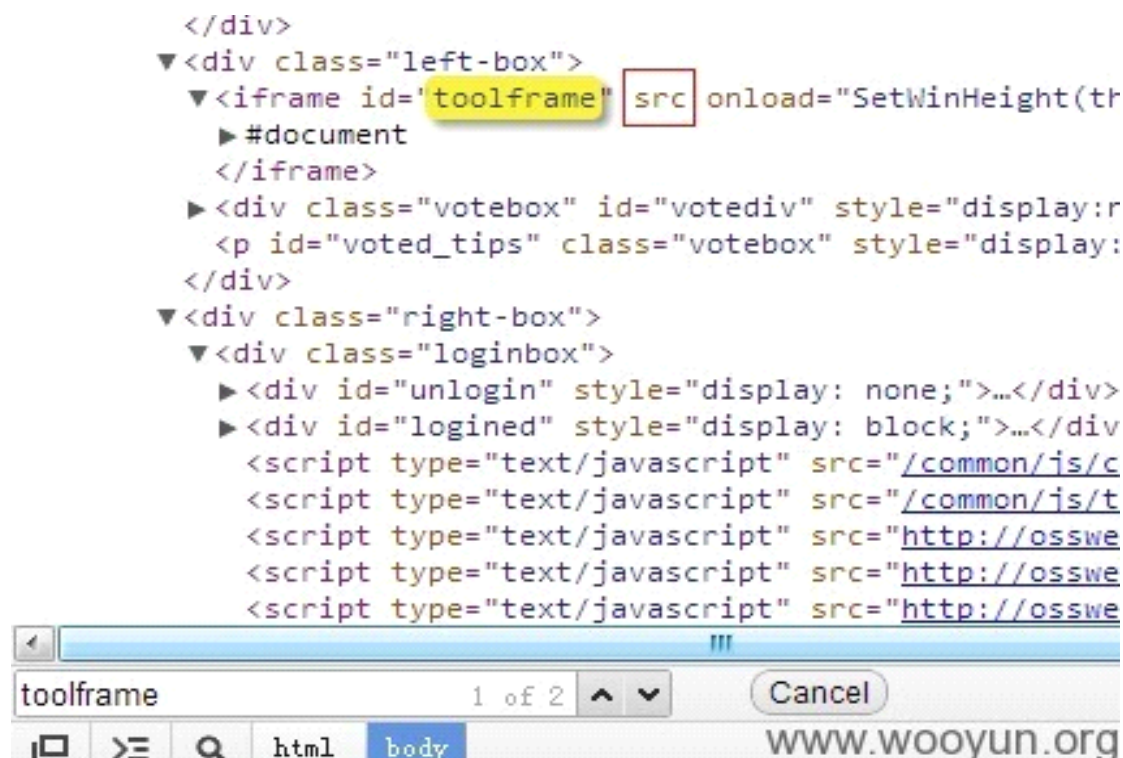 </div>
▼<div class="left-box">
▼<iframe id="toolframe" src onload="SetWinHeight(th
▶#document
</iframe>
▶<div class="votebox" id="votediv" style="display:n
<p id="voted_tips" class="votebox" style="display:
</div>
▼<div class="right-box">
▼<div class="loginbox">
▶<div id="unlogin" style="display: none;">…</div>
▶<div id="logined" style="display: block;">…</div
<script type="text/javascript" src="/common/js/c
<script type="text/javascript" src="/common/js/t
<script type="text/javascript" src="http://osswe
<script type="text/javascript" src="http://osswe
<script type="text/javascript" src="http://osswe
toolframe 1 of 2 Cancel
html body www.wooyun.org